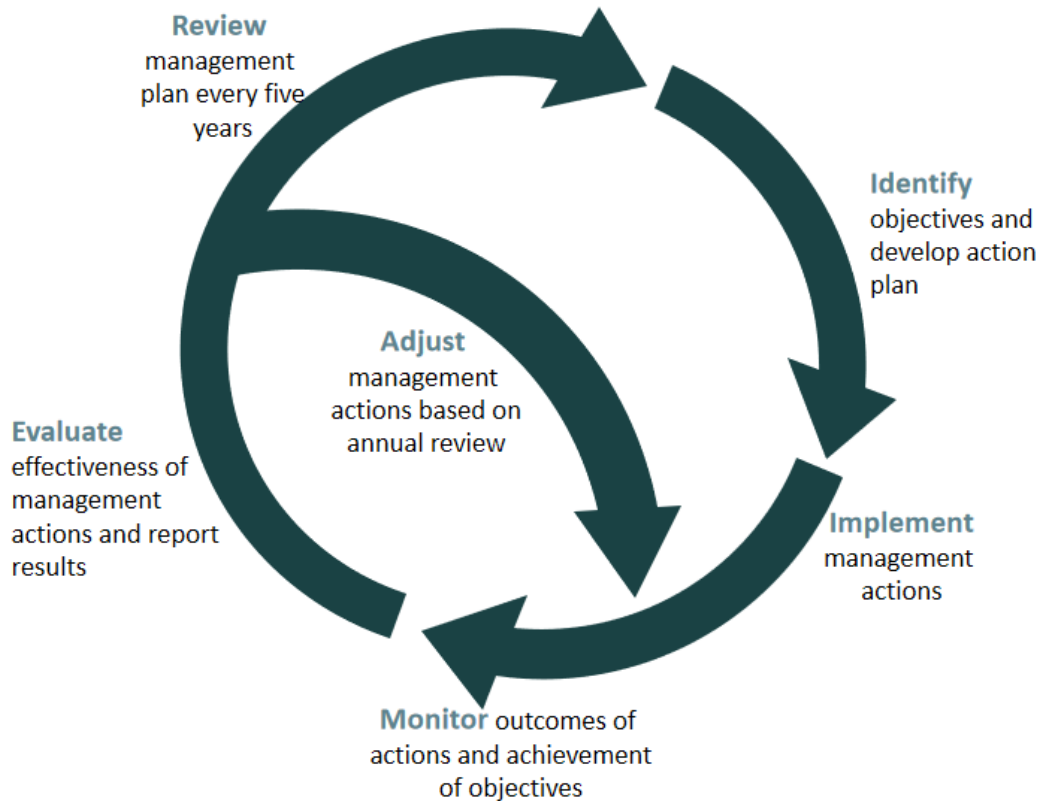 Review
management
plan every five
years
Identify
objectives and
develop action
plan
Adjust
management
actions based on
annual review
Evaluate
effectiveness of
management
actions and report
results
Implement
management
actions
Monitor outcomes of
actions and achievement
of objectives